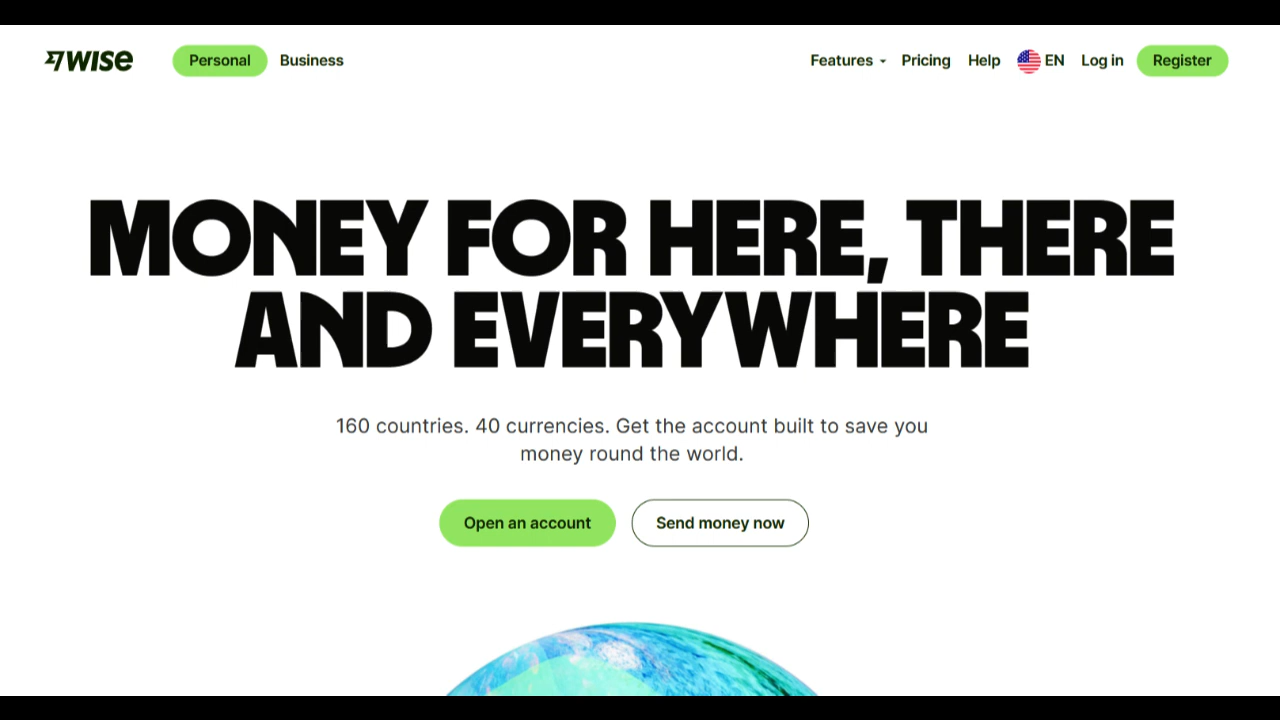 WISE
Personal
Business
Features
Pricing
Help
EN
Log in
Register
MONEY FOR HERE, THERE
AND EVERYWHERE
160 countries. 40 currencies. Get the account built to save you
money round the world.
Open an account
Send money now